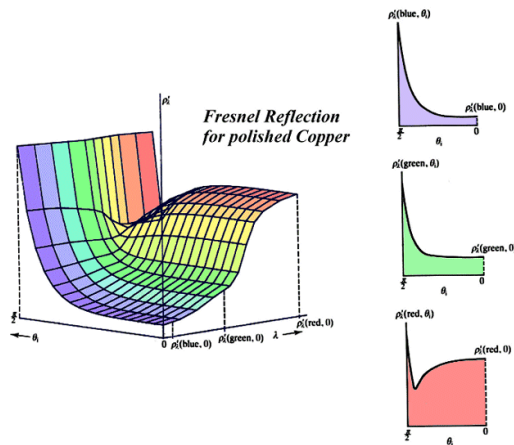 ρ'λ
Fresnel Reflection
for polished Copper
π/2
θi
0
ρ'λ(blue, 0)
ρ'λ(green, 0)
λ
ρ'λ(red, 0)
ρ'λ(blue, θi)
ρ'λ(blue, 0)
π/2
θi
0
ρ'λ(green, θi)
ρ'λ(green, 0)
π/2
θi
0
ρ'λ(red, θi)
ρ'λ(red, 0)
π/2
θi
0